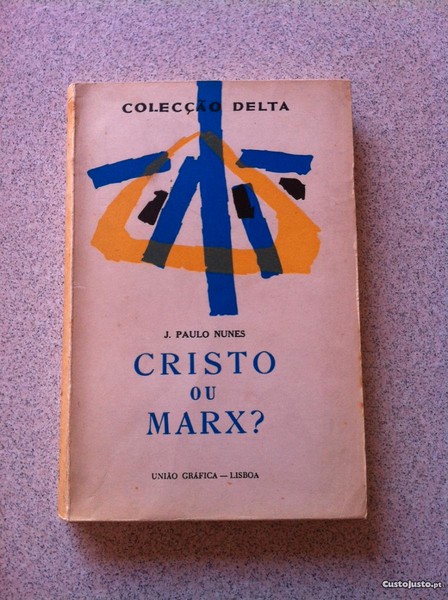 COLECÇÃO DELTA
J. PAULO NUNES
CRISTO
OU
MARX?
UNIÃO GRÁFICA — LISBOA
CustoJusto.pt